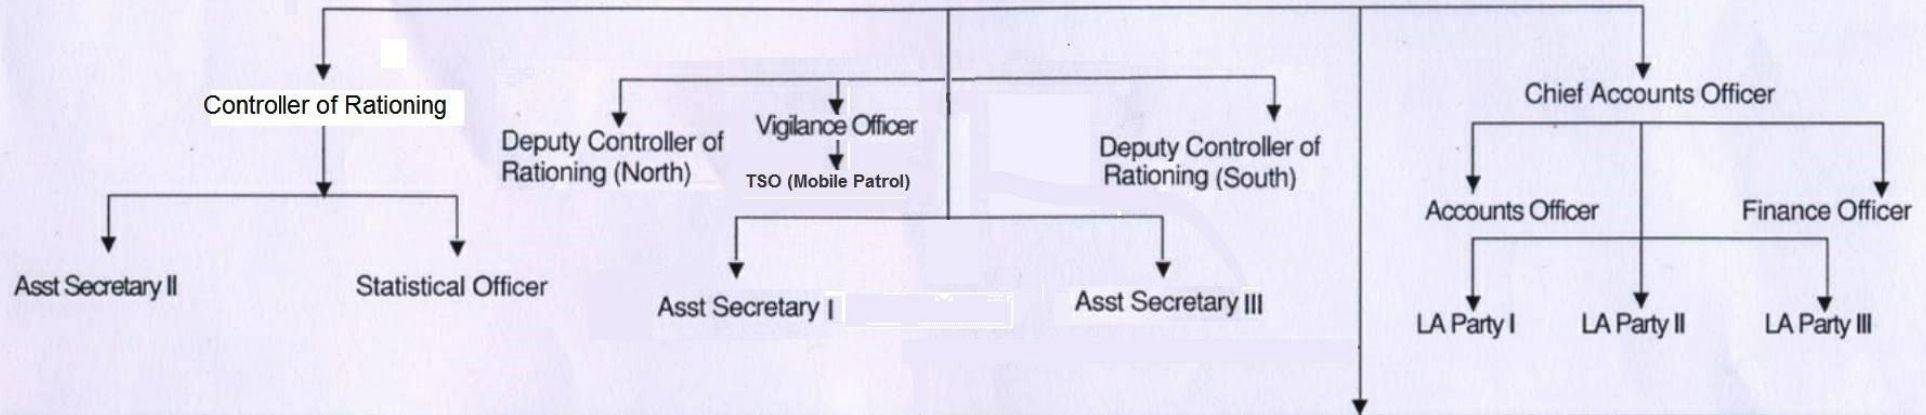 Controller of Rationing
Asst Secretary II
Statistical Officer
Deputy Controller of
Rationing (North)
Vigilance Officer
TSO (Mobile Patrol)
Deputy Controller of
Rationing (South)
Asst Secretary I
Asst Secretary III
Chief Accounts Officer
Accounts Officer
Finance Officer
LA Party I
LA Party II
LA Party III